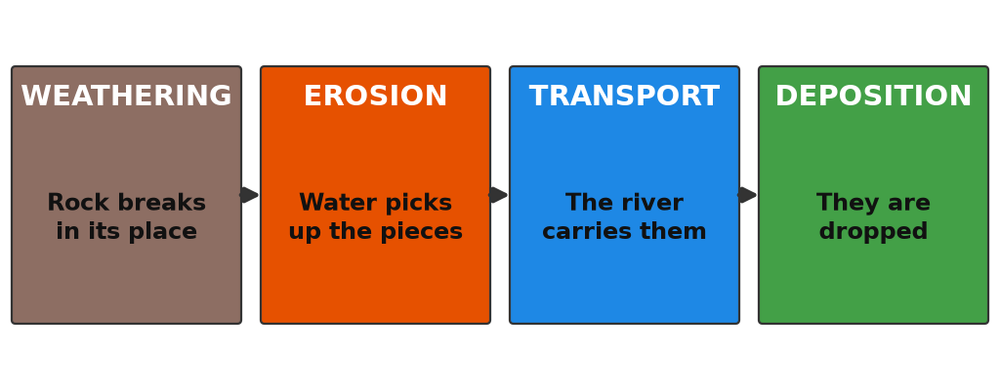 WEATHERING
Rock breaks
in its place
EROSION
Water picks
up the pieces
TRANSPORT
The river
carries them
DEPOSITION
They are
dropped